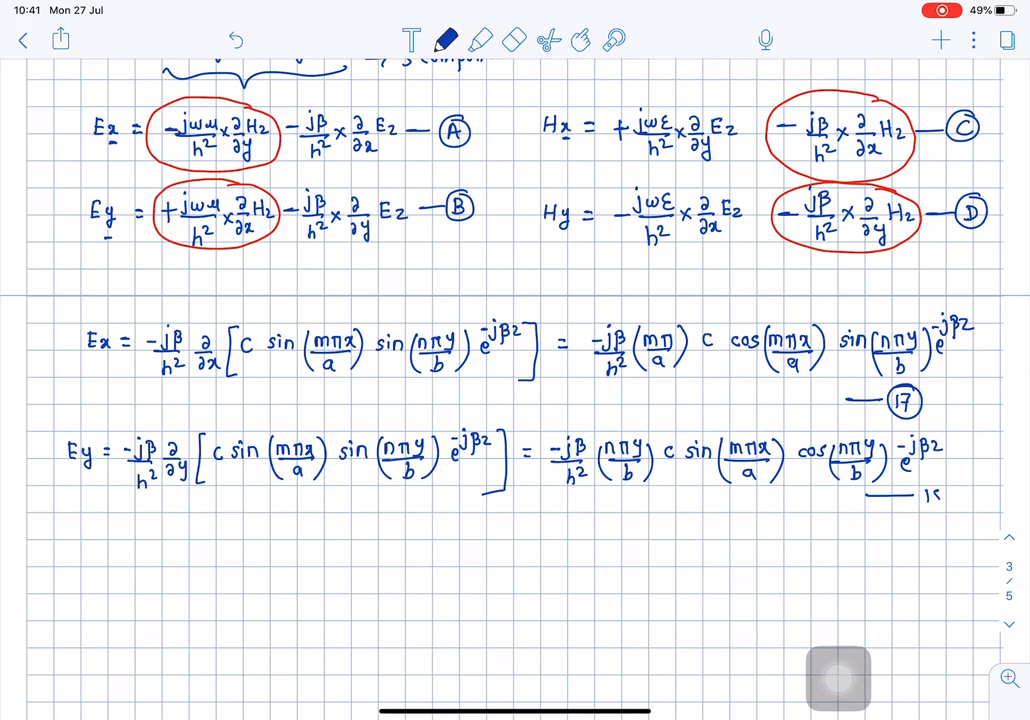 10:41 Mon 27 Jul 49%
T
Ex = -jωμ/h² × ∂/∂y Hz - jβ/h² × ∂/∂x Ez — A
Hx = + jωε/h² × ∂/∂y Ez - jβ/h² × ∂/∂x Hz — C
Ey = + jωμ/h² × ∂/∂x Hz - jβ/h² × ∂/∂y Ez — B
Hy = - jωε/h² × ∂/∂x Ez - jβ/h² × ∂/∂y Hz — D
Ex = -jβ/h² ∂/∂x [ C sin (mπx/a) sin (nπy/b) e^-jβz ] = -jβ/h² (mπ/a) C cos (mπx/a) sin (nπy/b) e^-jβz
— 17
Ey = -jβ/h² ∂/∂y [ C sin (mπx/a) sin (nπy/b) e^-jβz ] = -jβ/h² (nπy/b) C sin (mπx/a) cos (nπy/b) e^-jβz
3
/
5